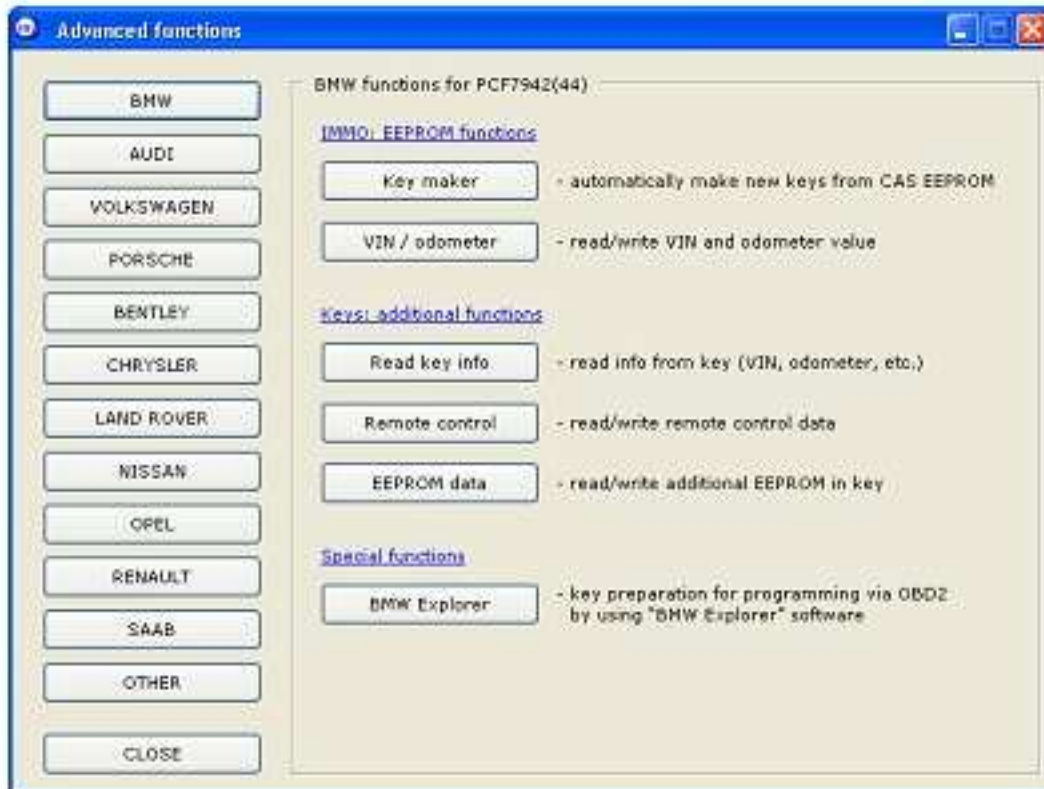 Advanced functions
BMW
AUDI
VOLKSWAGEN
PORSCHE
BENTLEY
CHRYSLER
LAND ROVER
NISSAN
OPEL
RENAULT
SAAB
OTHER
CLOSE
BMW functions for PCF7942(44)
IMMO: EEPROM functions
Key maker - automatically make new keys from CAS EEPROM
VIN / odometer - read/write VIN and odometer value
Keys: additional functions
Read key info - read info from key (VIN, odometer, etc.)
Remote control - read/write remote control data
EEPROM data - read/write additional EEPROM in key
Special functions
BMW Explorer - key preparation for programming via OBD2
by using "BMW Explorer" software